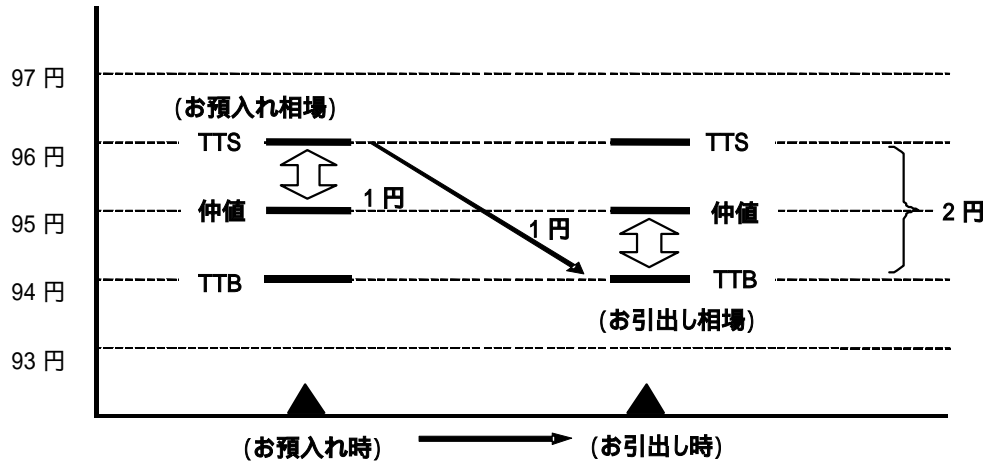 97 円
(お預入れ相場)
TTS
TTS
96 円
1 円
仲値
仲値
2 円
95 円
1 円
TTB
TTB
94 円
(お引出し相場)
93 円
(お預入れ時)
(お引出し時)